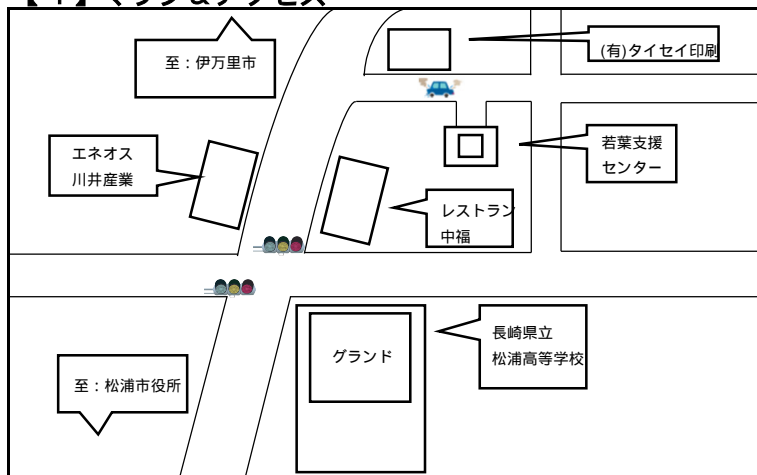 至：伊万里市
(有)タイセイ印刷
エネオス
川井産業
若葉支援
センター
レストラン
中福
グランド
長崎県立
松浦高等学校
至：松浦市役所